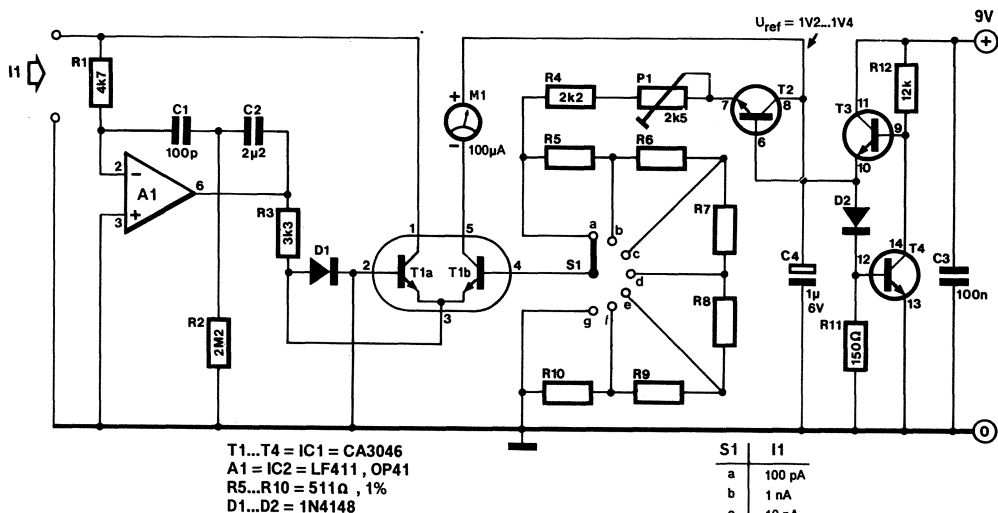 U_ref = 1V2...1V4
9V
+
I1
R1
4k7
C1
100p
C2
2µ2
+
M1
−
100µA
R4
2k2
P1
2k5
7
T2
8
6
R12
12k
11
T3
9
10
R5
R6
2
−
A1
6
+
3
R3
3k3
D1
1
5
2
T1a
T1b
4
3
a
b
c
d
e
f
g
S1
R7
R8
D2
14
T4
12
13
C4
1µ
6V
C3
100n
R2
2M2
R11
150Ω
R10
R9
0
T1...T4 = IC1 = CA3046
A1 = IC2 = LF411 , OP41
R5...R10 = 511Ω , 1%
D1...D2 = 1N4148
S1 I1
a 100 pA
b 1 nA